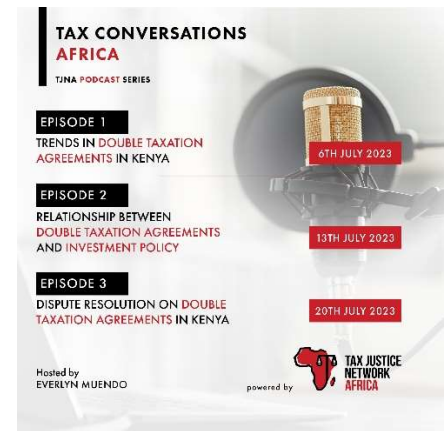 TAX CONVERSATIONS
AFRICA
TJNA PODCAST SERIES
EPISODE 1
TRENDS IN DOUBLE TAXATION
AGREEMENTS IN KENYA
6TH JULY 2023
EPISODE 2
RELATIONSHIP BETWEEN
DOUBLE TAXATION AGREEMENTS
AND INVESTMENT POLICY
13TH JULY 2023
EPISODE 3
DISPUTE RESOLUTION ON DOUBLE
TAXATION AGREEMENTS IN KENYA
20TH JULY 2023
Hosted by
EVERLYN MUENDO
powered by
TAX JUSTICE
NETWORK
AFRICA